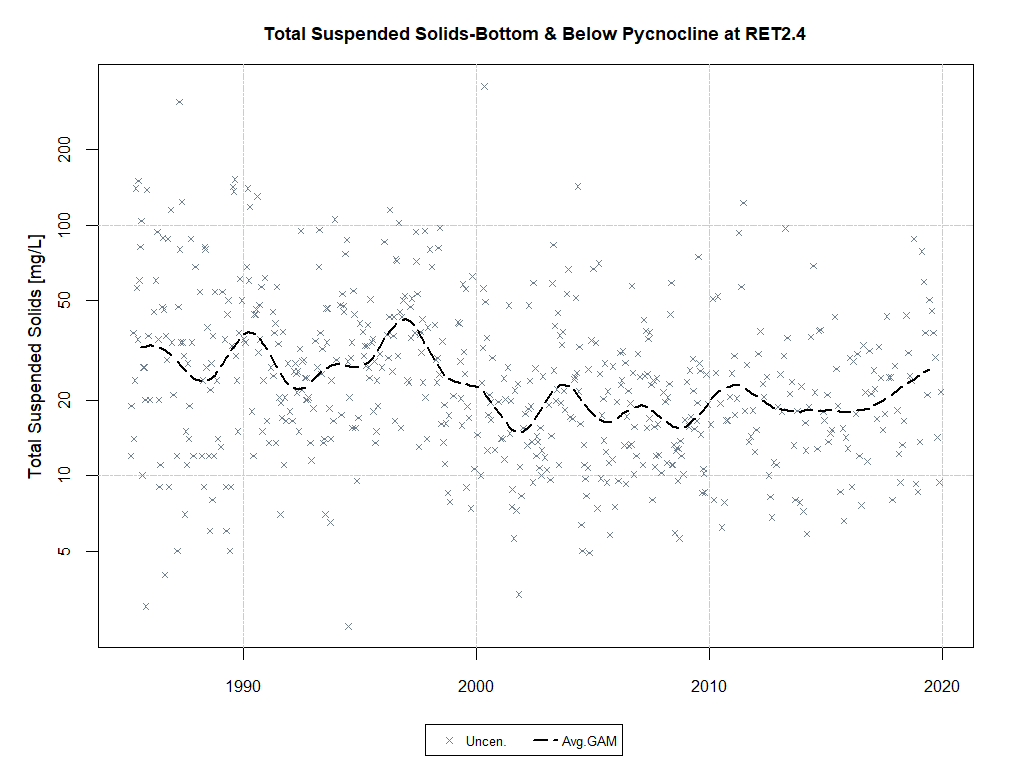 Total Suspended Solids-Bottom & Below Pycnocline at RET2.4
Total Suspended Solids [mg/L]
200
100
50
20
10
5
1990 2000 2010 2020
Uncen. Avg.GAM